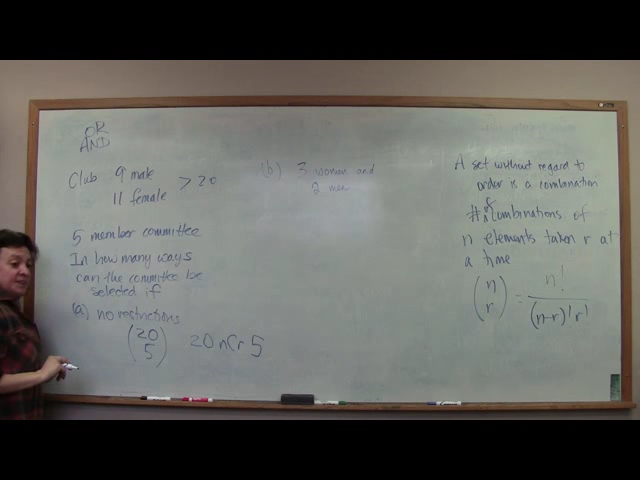 OR
AND
Club 9 male
11 female > 20
5 member committee
In how many ways
can the committee be
selected if
(a) no restrictions
(20
5) 20 nCr 5
(b) 3 women and
2 men
A set without regard to
order is a combination
# of combinations of
n elements taken r at
a time
(n
r) = n!
(n-r)! r!